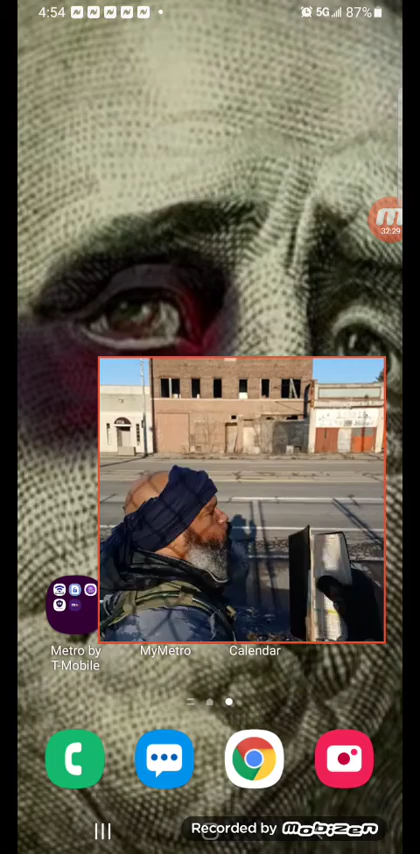 4:54
5G
87%
32:29
Metro by
T-Mobile
MyMetro
Calendar
Recorded by mobizen